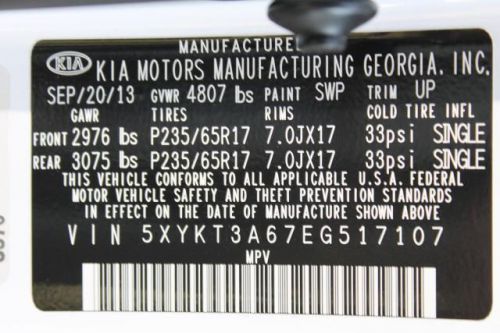 MANUFACTURED
KIA KIA MOTORS MANUFACTURING GEORGIA, INC.
SEP/20/13 GVWR 4807 lbs PAINT SWP TRIM UP
GAWR TIRES RIMS COLD TIRE INFL
FRONT 2976 lbs P235/65R17 7.0JX17 33psi SINGLE
REAR 3075 lbs P235/65R17 7.0JX17 33psi SINGLE
THIS VEHICLE CONFORMS TO ALL APPLICABLE U.S.A. FEDERAL
MOTOR VEHICLE SAFETY AND THEFT PREVENTION STANDARDS
IN EFFECT ON THE DATE OF MANUFACTURE SHOWN ABOVE
VIN 5XYKT3A67EG517107
MPV